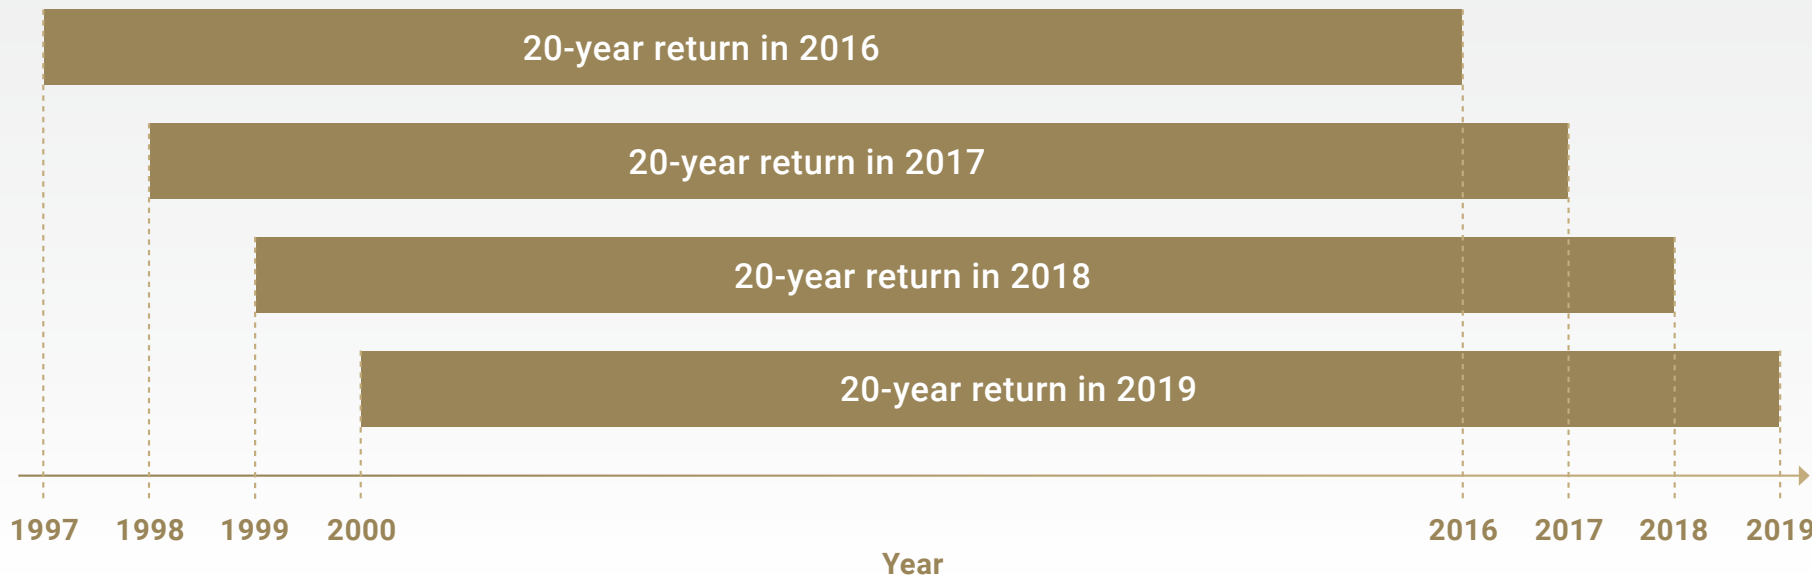 20-year return in 2016
20-year return in 2017
20-year return in 2018
20-year return in 2019
1997 1998 1999 2000 2016 2017 2018 2019
Year